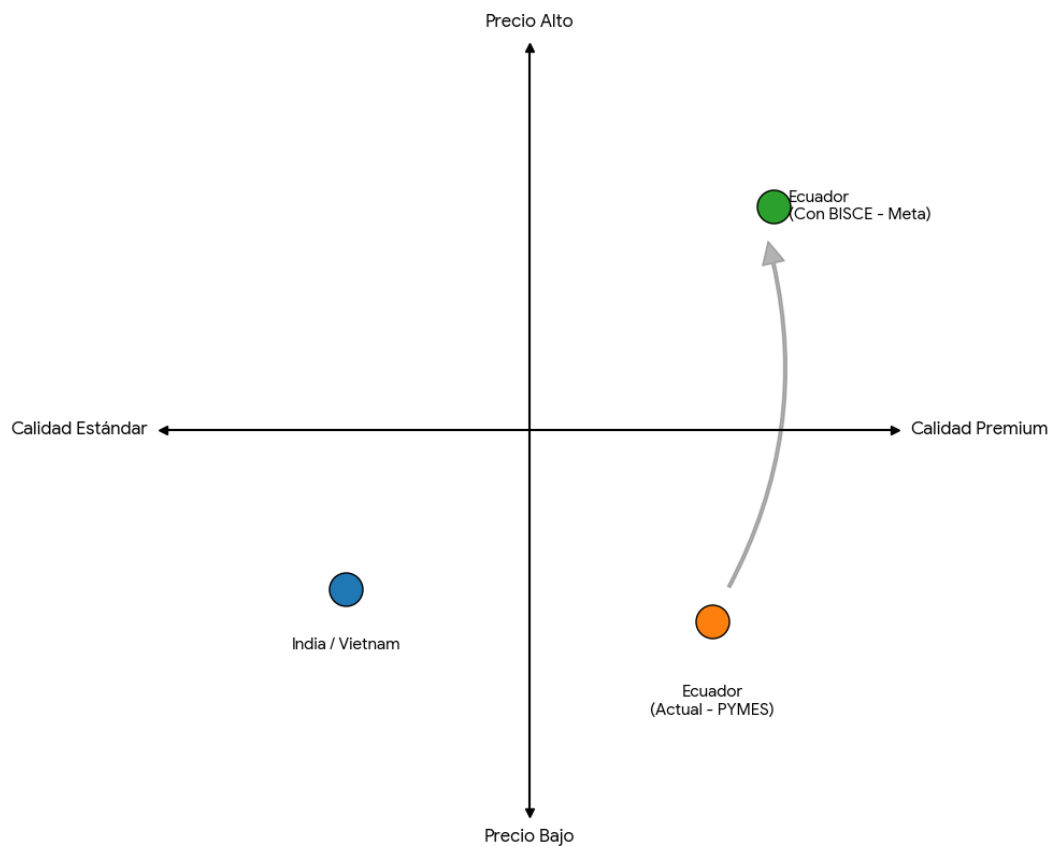 Precio Alto
Ecuador
(Con BISCE - Meta)
Calidad Estándar
Calidad Premium
India / Vietnam
Ecuador
(Actual - PYMES)
Precio Bajo